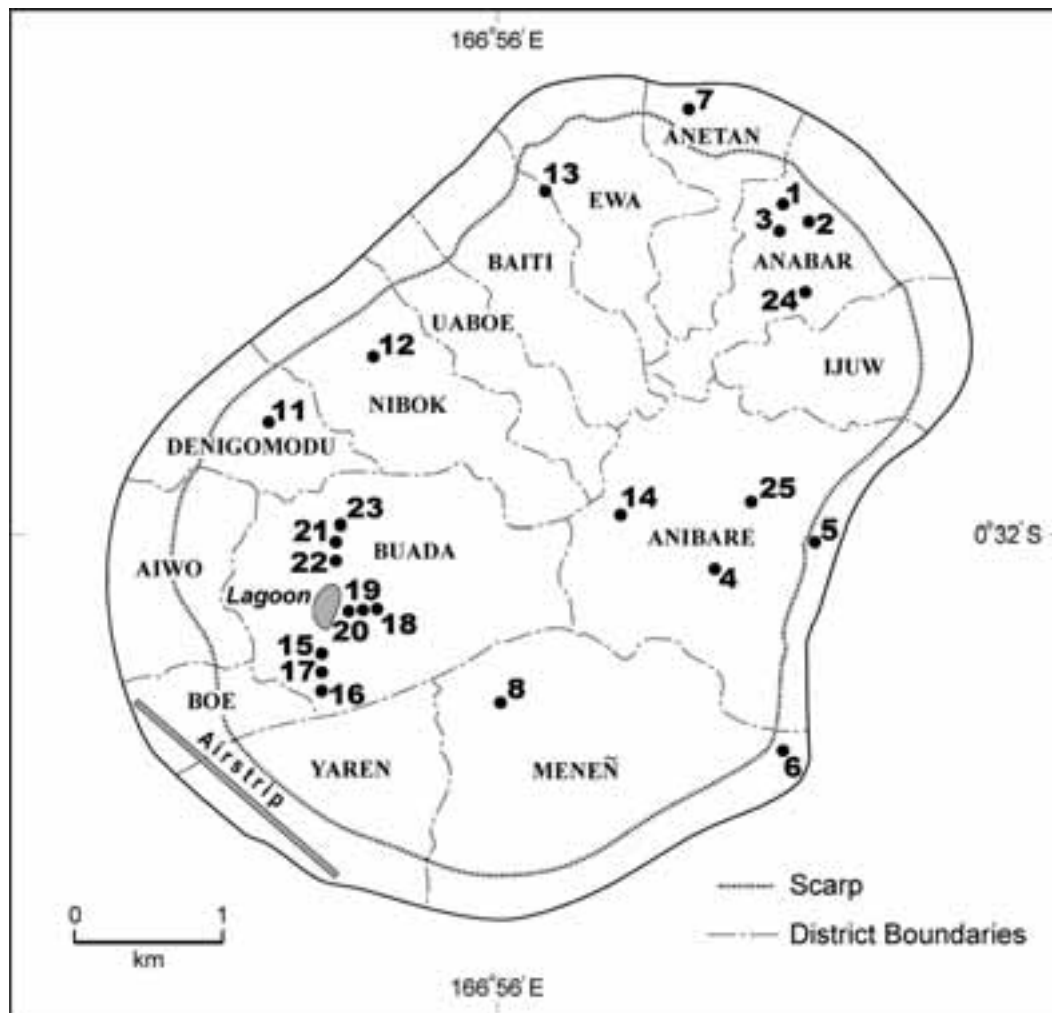 166°56' E
7
ANETAN
13
EWA
1
3
2
BAITI
ANABAR
24
UABOE
12
IJUW
NIBOK
11
DENIGOMODU
25
14
23
5
21
BUADA
ANIBARE
0°32' S
22
4
AIWO
Lagoon
19
20
18
15
17
16
8
BOE
6
YAREN
MENEÑ
Airstrip
Scarp
0 1
District Boundaries
km
166°56' E